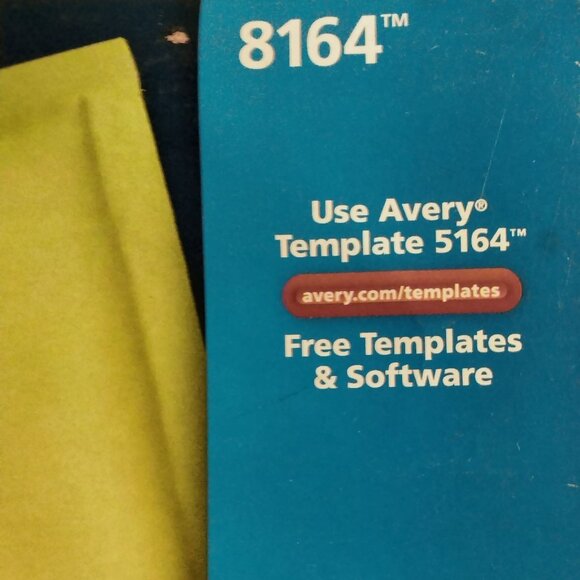 8164™
Use Avery®
Template 5164™
avery.com/templates
Free Templates
& Software